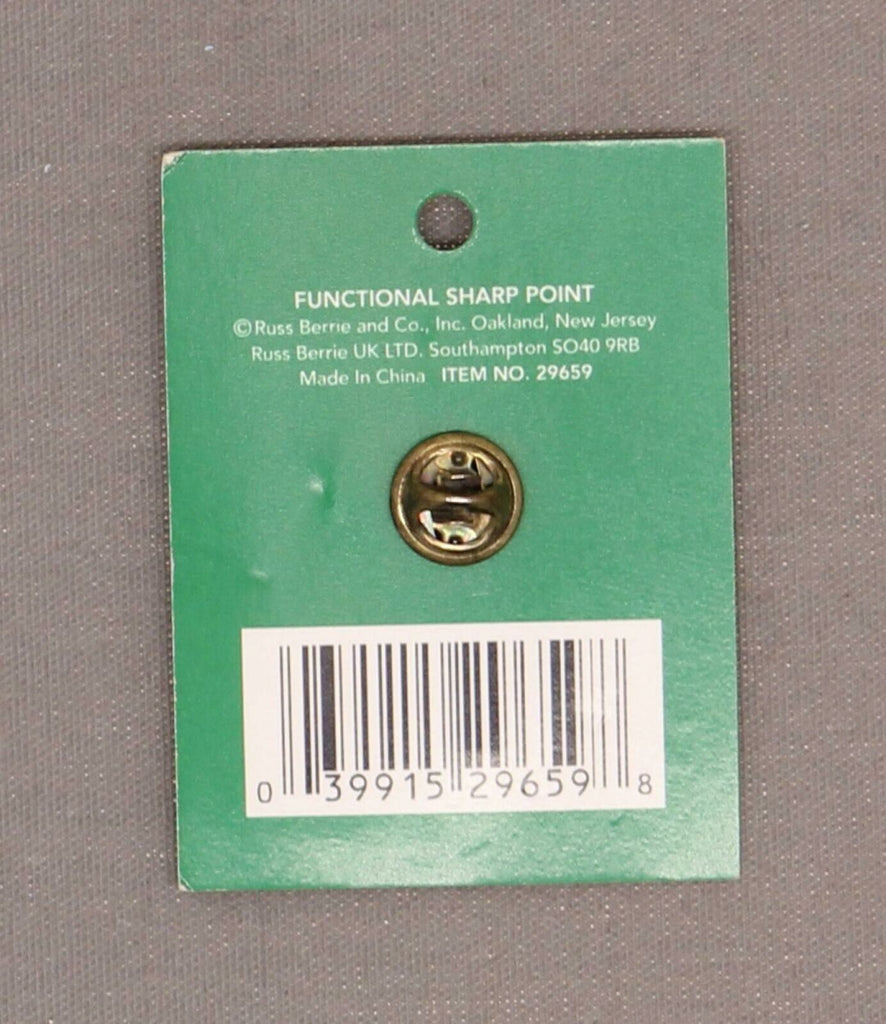 FUNCTIONAL SHARP POINT
©Russ Berrie and Co., Inc. Oakland, New Jersey
Russ Berrie UK LTD. Southampton SO40 9RB
Made In China ITEM NO. 29659
0 39915 29659 8